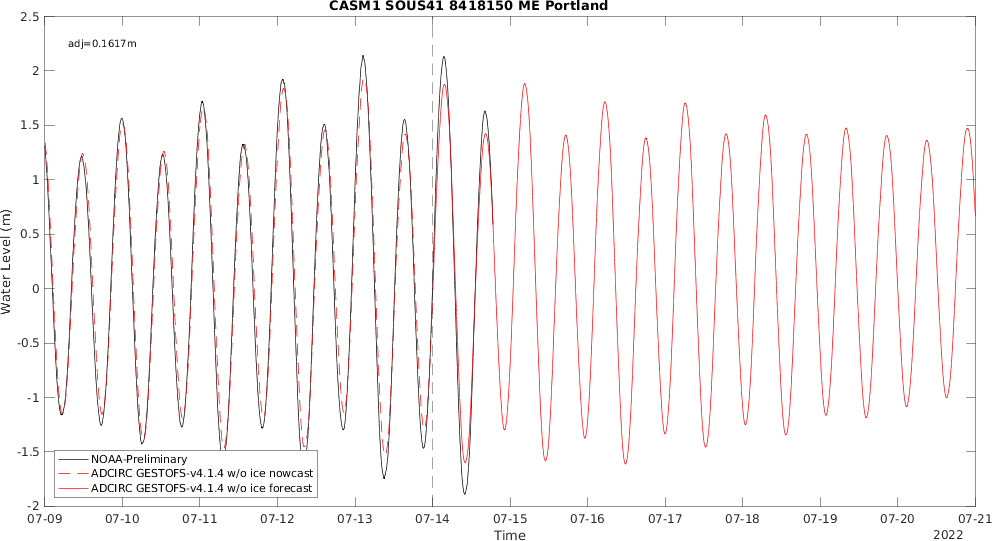 CASM1 SOUS41 8418150 ME Portland
adj=0.1617m
2.5
2
1.5
1
0.5
0
-0.5
-1
-1.5
-2
Water Level (m)
NOAA-Preliminary
ADCIRC GESTOFS-v4.1.4 w/o ice nowcast
ADCIRC GESTOFS-v4.1.4 w/o ice forecast
07-09 07-10 07-11 07-12 07-13 07-14 07-15 07-16 07-17 07-18 07-19 07-20 07-21
Time
2022